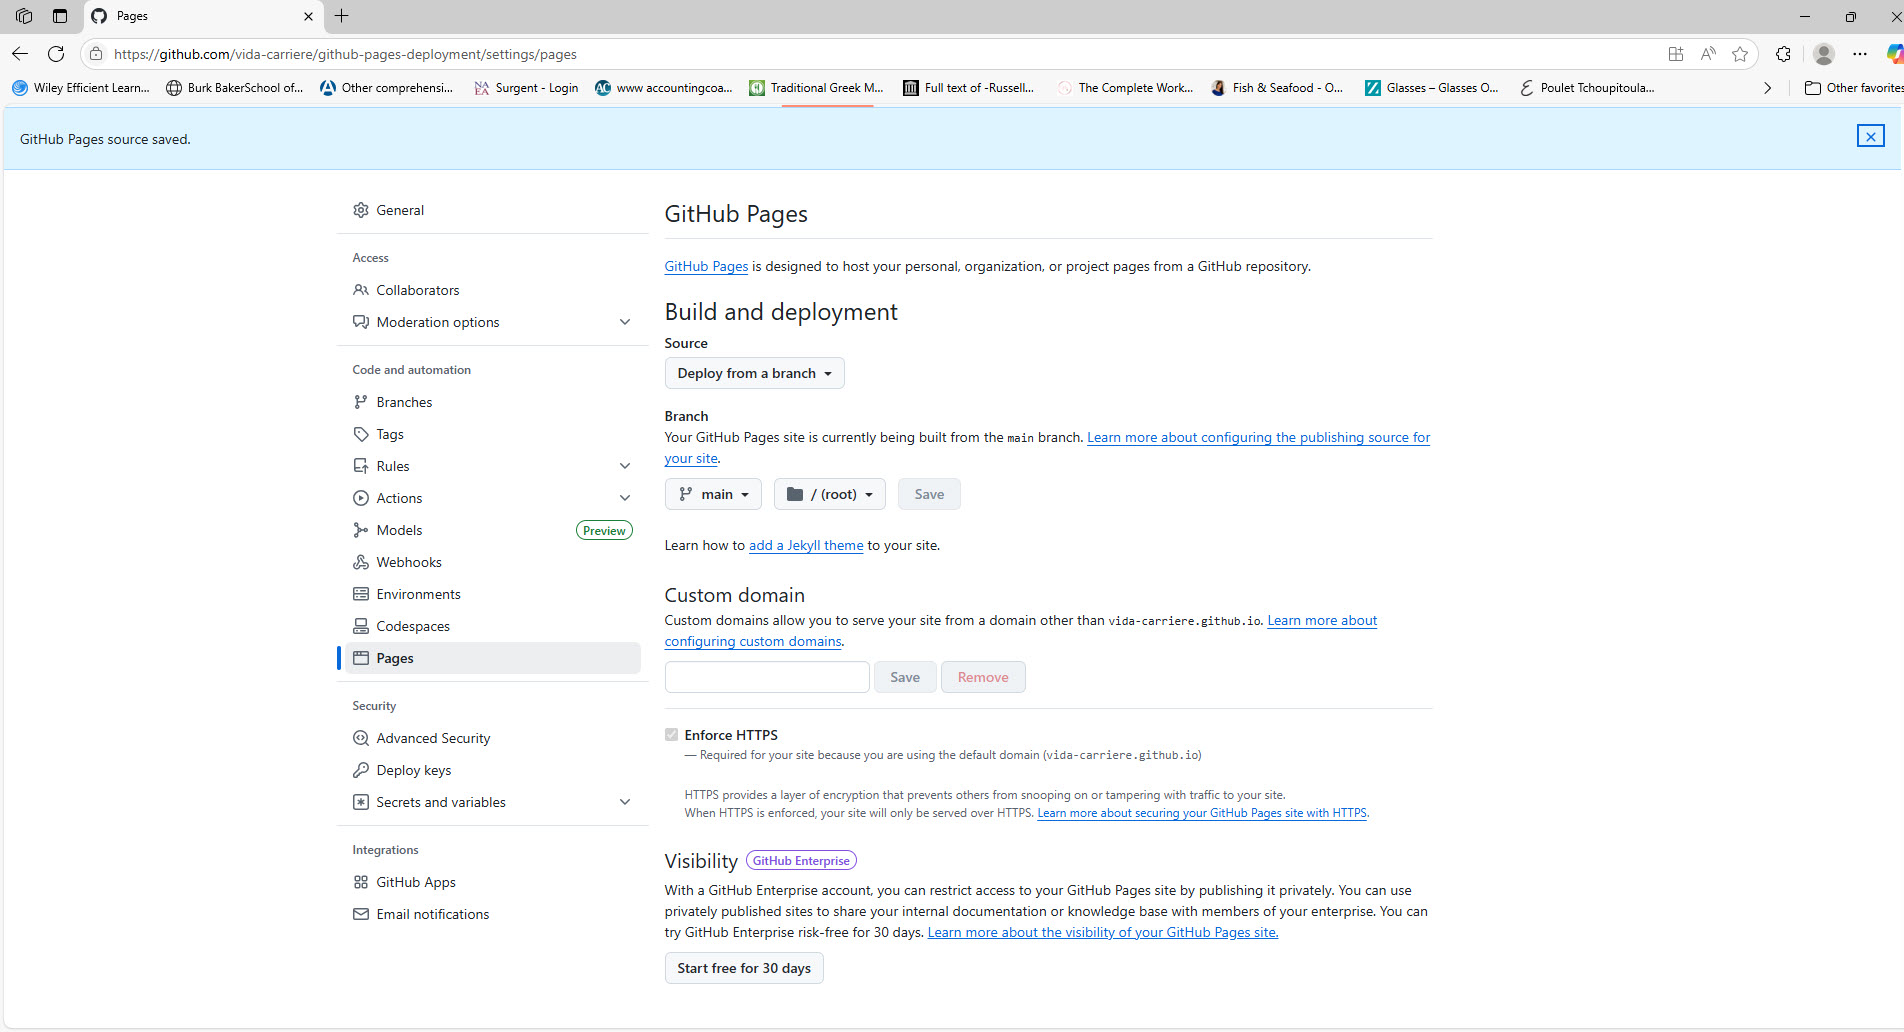 Pages
https://github.com/vida-carriere/github-pages-deployment/settings/pages
Wiley Efficient Learn...
Burk BakerSchool of...
Other comprehensi...
Surgent - Login
www accountingcoa...
Traditional Greek M...
Full text of -Russell...
The Complete Work...
Fish & Seafood - O...
Glasses – Glasses O...
Poulet Tchoupitoula...
Other favorites
GitHub Pages source saved.
General
Access
Collaborators
Moderation options
Code and automation
Branches
Tags
Rules
Actions
Models
Preview
Webhooks
Environments
Codespaces
Pages
Security
Advanced Security
Deploy keys
Secrets and variables
Integrations
GitHub Apps
Email notifications
GitHub Pages
GitHub Pages is designed to host your personal, organization, or project pages from a GitHub repository.
Build and deployment
Source
Deploy from a branch
Branch
Your GitHub Pages site is currently being built from the main branch. Learn more about configuring the publishing source for
your site.
main
/ (root)
Save
Learn how to add a Jekyll theme to your site.
Custom domain
Custom domains allow you to serve your site from a domain other than vida-carriere.github.io. Learn more about
configuring custom domains.
Save
Remove
Enforce HTTPS
— Required for your site because you are using the default domain (vida-carriere.github.io)
HTTPS provides a layer of encryption that prevents others from snooping on or tampering with traffic to your site.
When HTTPS is enforced, your site will only be served over HTTPS. Learn more about securing your GitHub Pages site with HTTPS.
Visibility
GitHub Enterprise
With a GitHub Enterprise account, you can restrict access to your GitHub Pages site by publishing it privately. You can use
privately published sites to share your internal documentation or knowledge base with members of your enterprise. You can
try GitHub Enterprise risk-free for 30 days. Learn more about the visibility of your GitHub Pages site.
Start free for 30 days